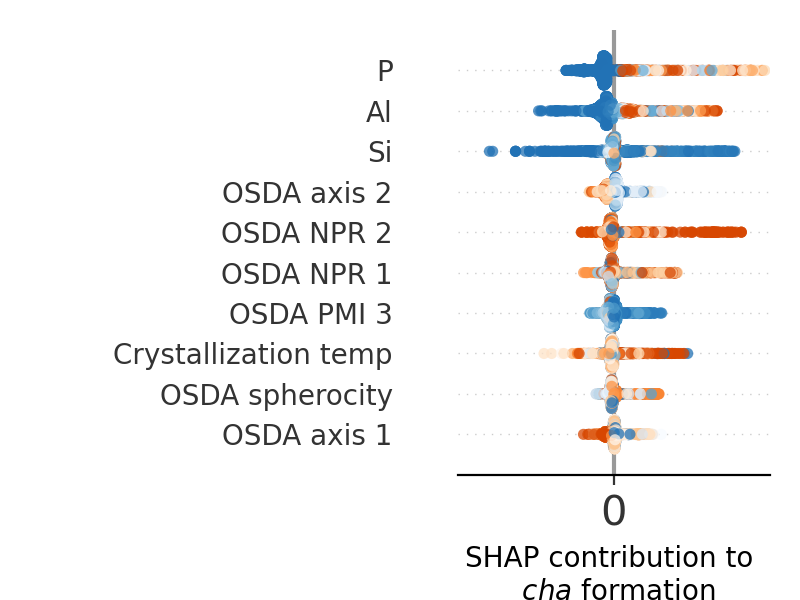 P
Al
Si
OSDA axis 2
OSDA NPR 2
OSDA NPR 1
OSDA PMI 3
Crystallization temp
OSDA spherocity
OSDA axis 1
0
SHAP contribution to
cha formation